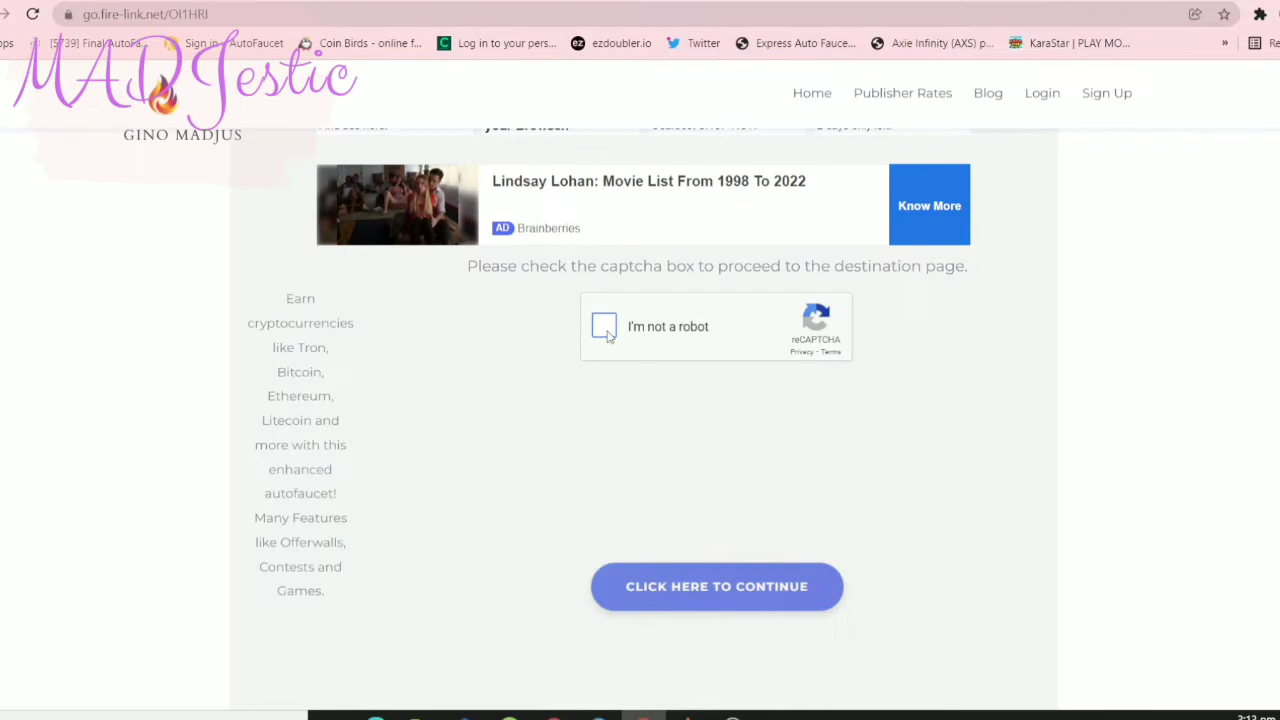 go.fire-link.net/OI1HRI
Sign in - AutoFaucet
Coin Birds - online f...
Log in to your pers...
ez ezdoubler.io
Twitter
Express Auto Fauce...
Axie Infinity (AXS) p...
KaraStar | PLAY MO...
»
MADJestic
GINO MADJUS
Home
Publisher Rates
Blog
Login
Sign Up
your Browser!
Lindsay Lohan: Movie List From 1998 To 2022
AD Brainberries
Know More
Please check the captcha box to proceed to the destination page.
I'm not a robot
reCAPTCHA
Privacy - Terms
Earn
cryptocurrencies
like Tron,
Bitcoin,
Ethereum,
Litecoin and
more with this
enhanced
autofaucet!
Many Features
like Offerwalls,
Contests and
Games.
CLICK HERE TO CONTINUE